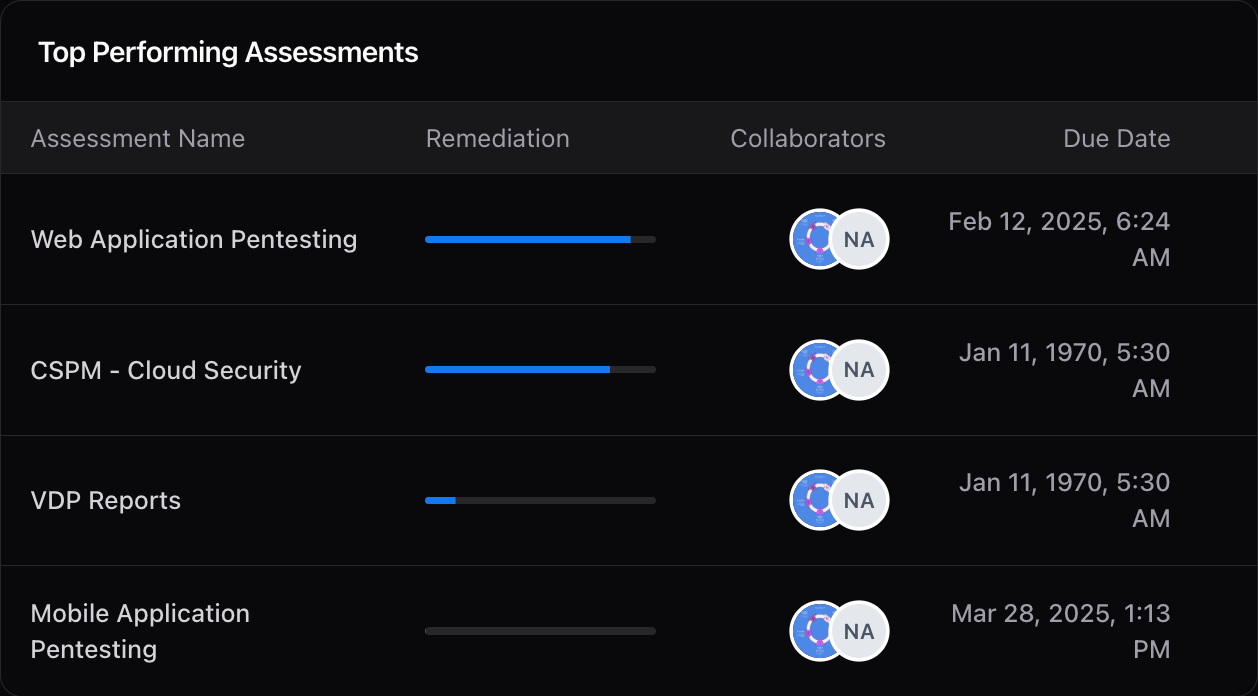 Top Performing Assessments
Assessment Name Remediation Collaborators Due Date
Web Application Pentesting NA Feb 12, 2025, 6:24
AM
CSPM - Cloud Security NA Jan 11, 1970, 5:30
AM
VDP Reports NA Jan 11, 1970, 5:30
AM
Mobile Application
Pentesting NA Mar 28, 2025, 1:13
PM